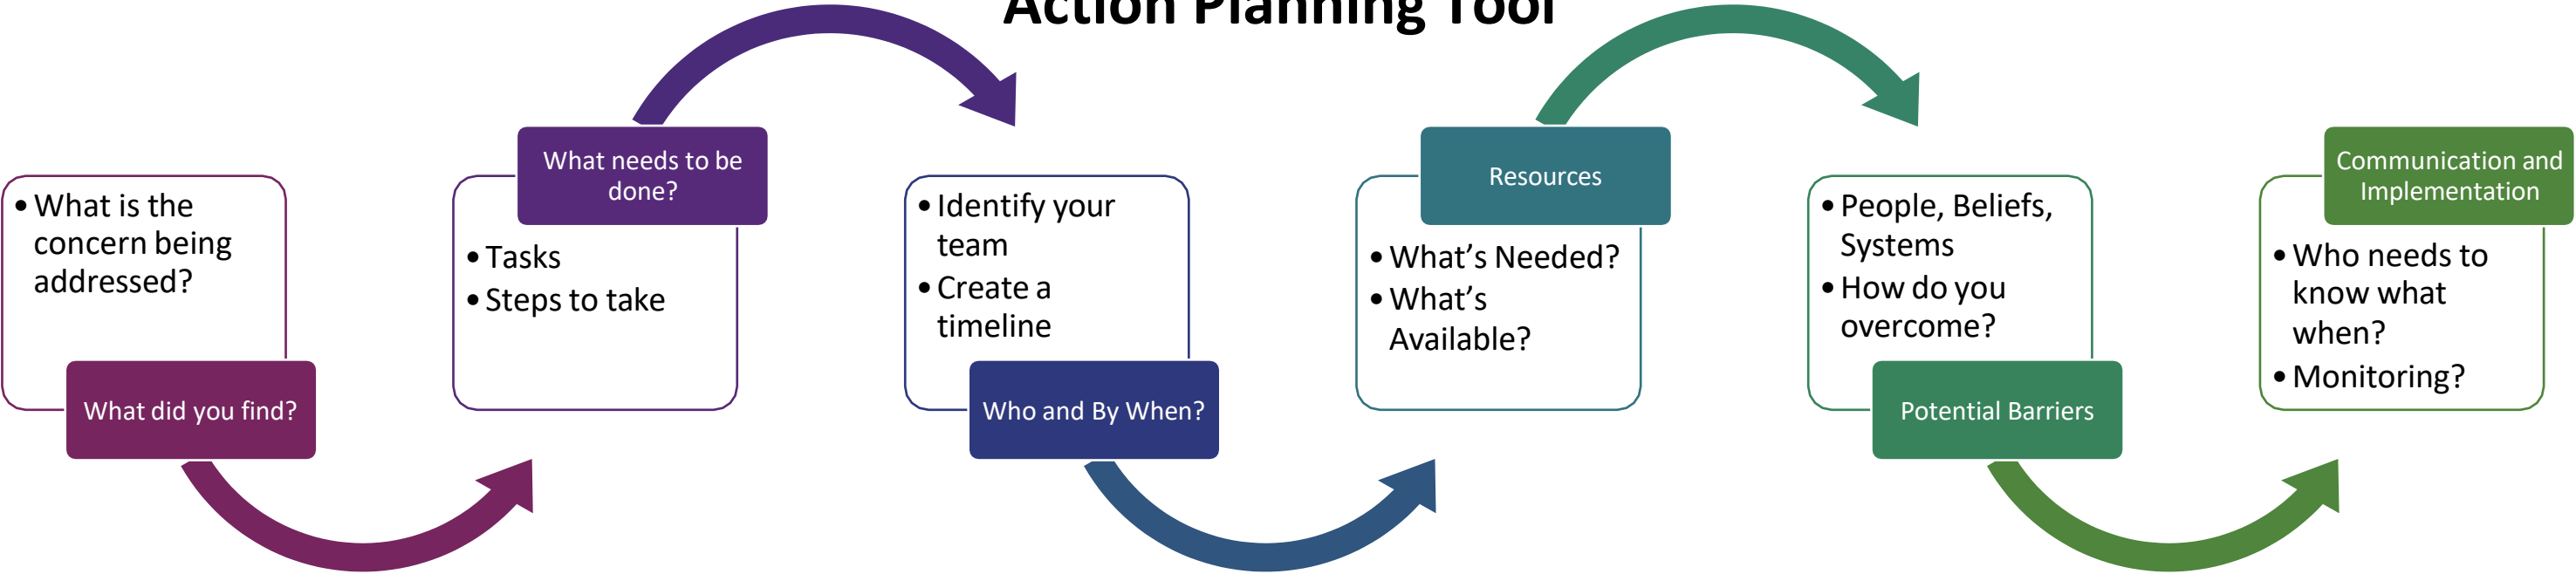 Action Planning Tool
• What is the
concern being
addressed?
What did you find?
What needs to be
done?
• Tasks
• Steps to take
• Identify your
team
• Create a
timeline
Who and By When?
Resources
• What’s Needed?
• What’s
Available?
• People, Beliefs,
Systems
• How do you
overcome?
Potential Barriers
Communication and
Implementation
• Who needs to
know what
when?
• Monitoring?